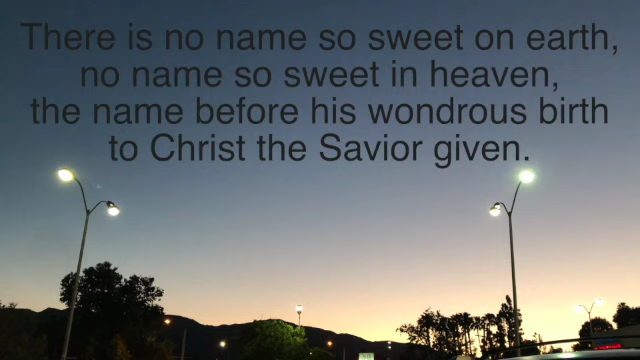 There is no name so sweet on earth,
no name so sweet in heaven,
the name before his wondrous birth
to Christ the Savior given.